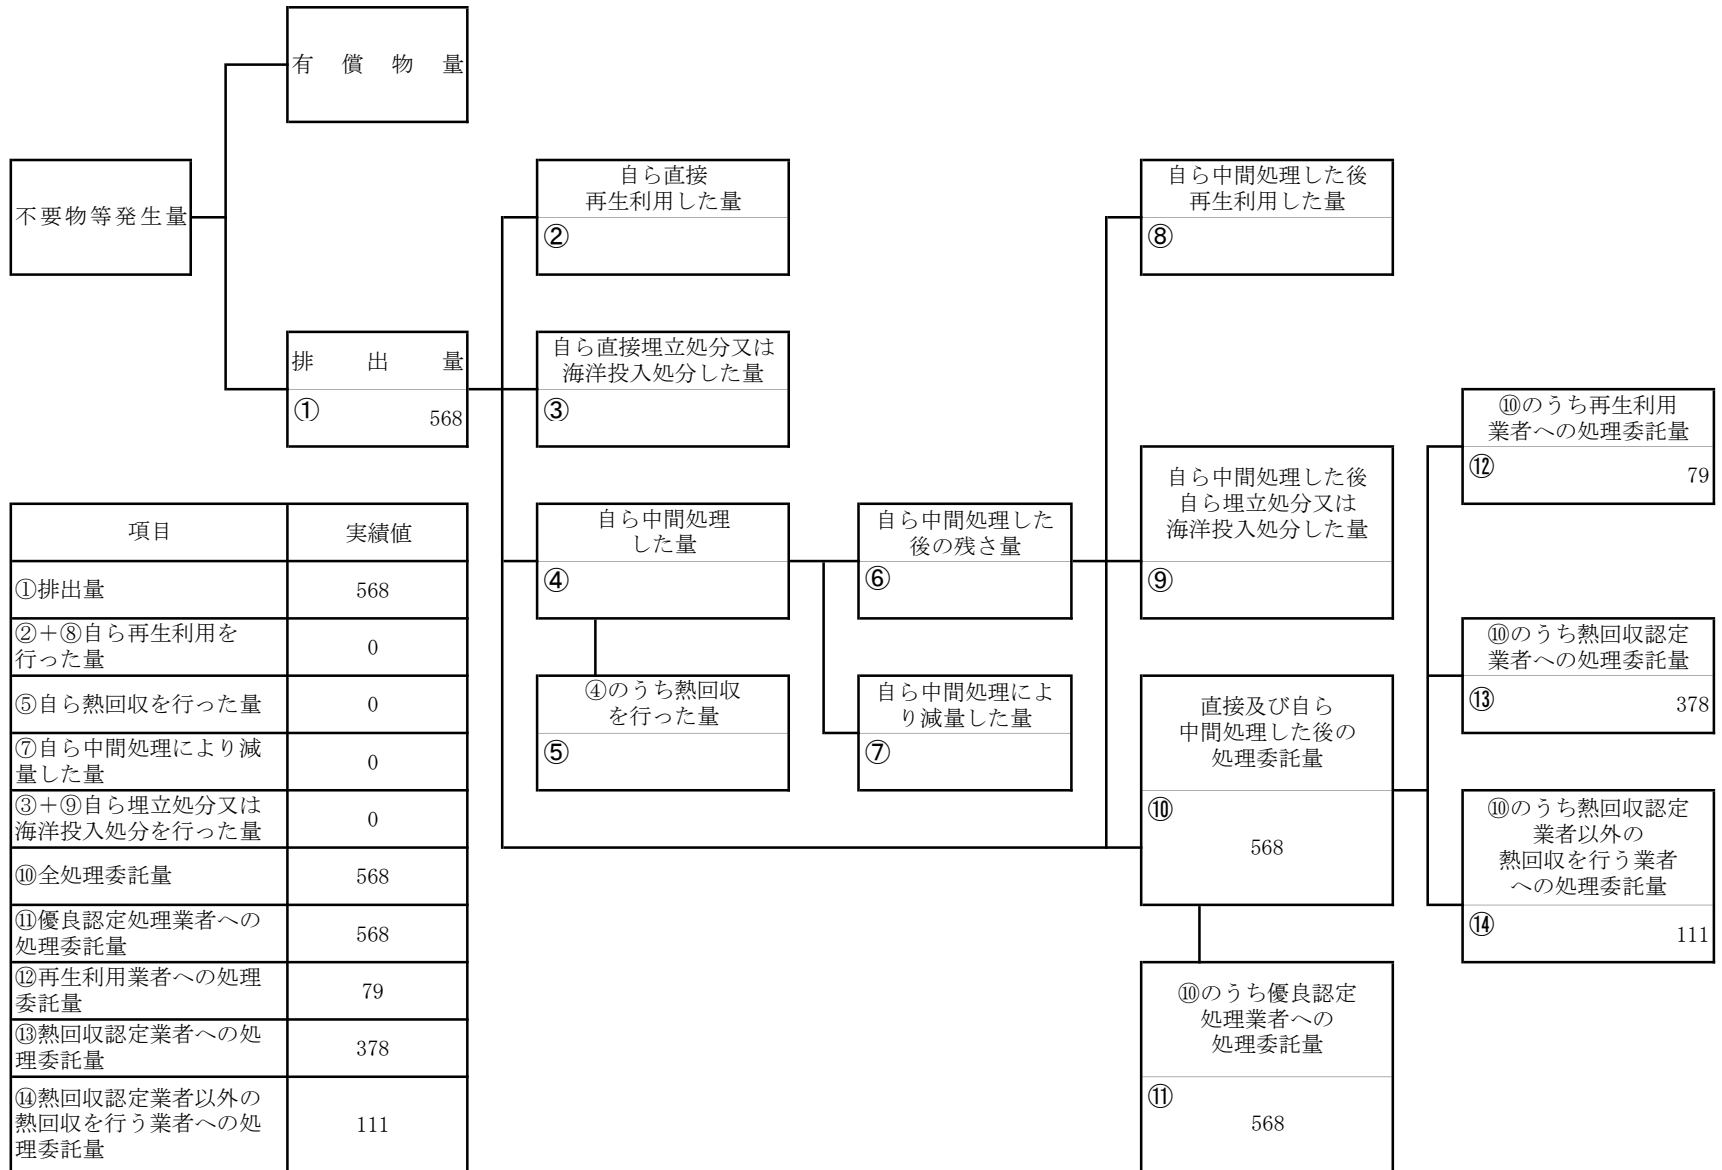 有償物量
不要物等発生量
排出量
①
568
自ら直接
再生利用した量
②
自ら直接埋立処分又は
海洋投入処分した量
③
自ら中間処理
した量
④
④のうち熱回収
を行った量
⑤
自ら中間処理した
後の残さ量
⑥
自ら中間処理によ
り減量した量
⑦
自ら中間処理した後
再生利用した量
⑧
自ら中間処理した後
自ら埋立処分又は
海洋投入処分した量
⑨
直接及び自ら
中間処理した後の
処理委託量
⑩
568
⑩のうち優良認定
処理業者への
処理委託量
⑪
568
⑩のうち再生利用
業者への処理委託量
⑫
79
⑩のうち熱回収認定
業者への処理委託量
⑬
378
⑩のうち熱回収認定
業者以外の
熱回収を行う業者
への処理委託量
⑭
111
項目 実績値
①排出量 568
②+⑧自ら再生利用を
行った量
0
⑤自ら熱回収を行った量 0
⑦自ら中間処理により減
量した量
0
③+⑨自ら埋立処分又は
海洋投入処分を行った量
0
⑩全処理委託量 568
⑪優良認定処理業者への
処理委託量
568
⑫再生利用業者への処理
委託量
79
⑬熱回収認定業者への処
理委託量
378
⑭熱回収認定業者以外の
熱回収を行う業者への処
理委託量
111